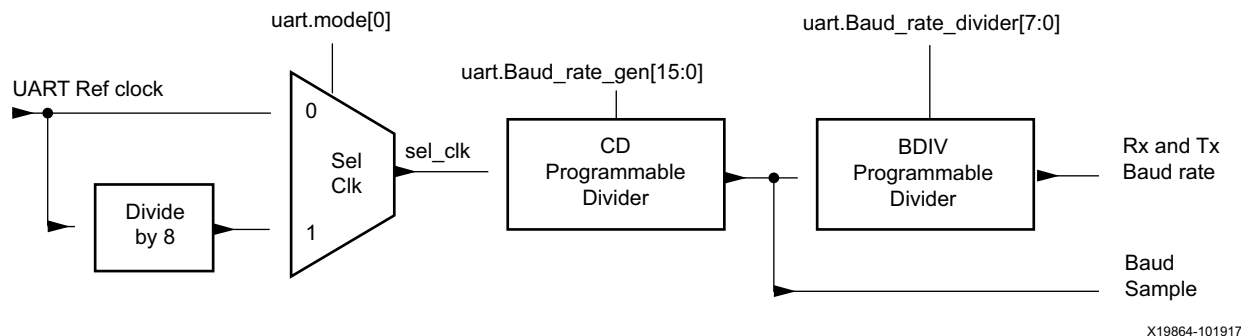 uart.mode[0]
uart.Baud_rate_divider[7:0]
uart.Baud_rate_gen[15:0]
UART Ref clock
0
Sel
Clk
1
sel_clk
Divide
by 8
CD
Programmable
Divider
BDIV
Programmable
Divider
Rx and Tx
Baud rate
Baud
Sample
X19864-101917